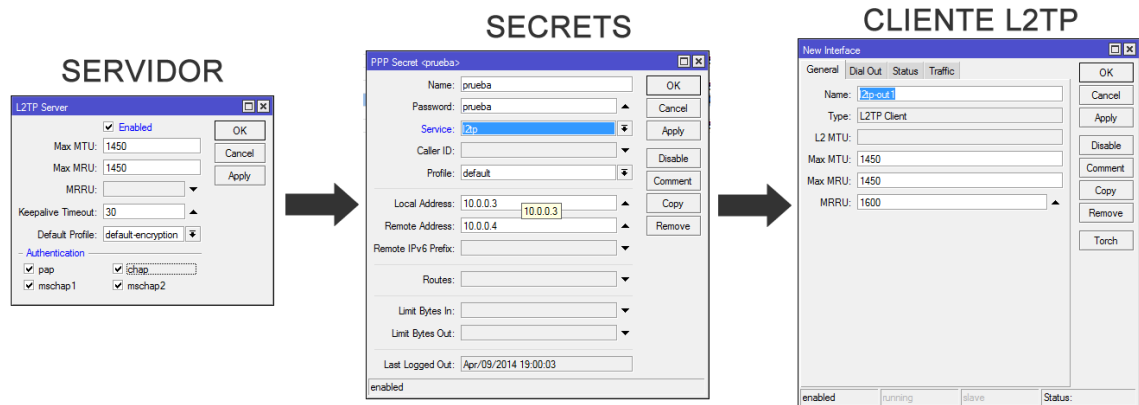 SERVIDOR
L2TP Server
Enabled
Max MTU: 1450
Max MRU: 1450
MRRU:
Keepalive Timeout: 30
Default Profile: default-encryption
Authentication
pap
chap
mschap1
mschap2
OK
Cancel
Apply
SECRETS
PPP Secret <prueba>
Name: prueba
Password: prueba
Service: l2tp
Caller ID:
Profile: default
Local Address: 10.0.0.3
10.0.0.3
Remote Address: 10.0.0.4
Remote IPv6 Prefix:
Routes:
Limit Bytes In:
Limit Bytes Out:
Last Logged Out: Apr/09/2014 19:00:03
enabled
OK
Cancel
Apply
Disable
Comment
Copy
Remove
CLIENTE L2TP
New Interface
General Dial Out Status Traffic
Name: l2tp-out1
Type: L2TP Client
L2 MTU:
Max MTU: 1450
Max MRU: 1450
MRRU: 1600
OK
Cancel
Apply
Disable
Comment
Copy
Remove
Torch
enabled running slave Status: